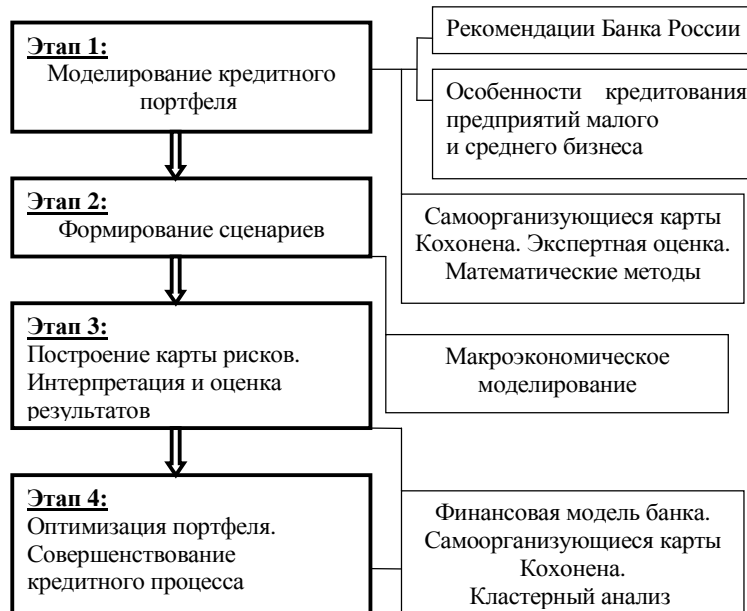 Этап 1:
Моделирование кредитного
портфеля
Рекомендации Банка России
Особенности кредитования
предприятий малого
и среднего бизнеса
Самоорганизующиеся карты
Кохонена. Экспертная оценка.
Математические методы
Этап 2:
Формирование сценариев
Макроэкономическое
моделирование
Этап 3:
Построение карты рисков.
Интерпретация и оценка
результатов
Этап 4:
Оптимизация портфеля.
Совершенствование
кредитного процесса
Финансовая модель банка.
Самоорганизующиеся карты
Кохонена.
Кластерный анализ